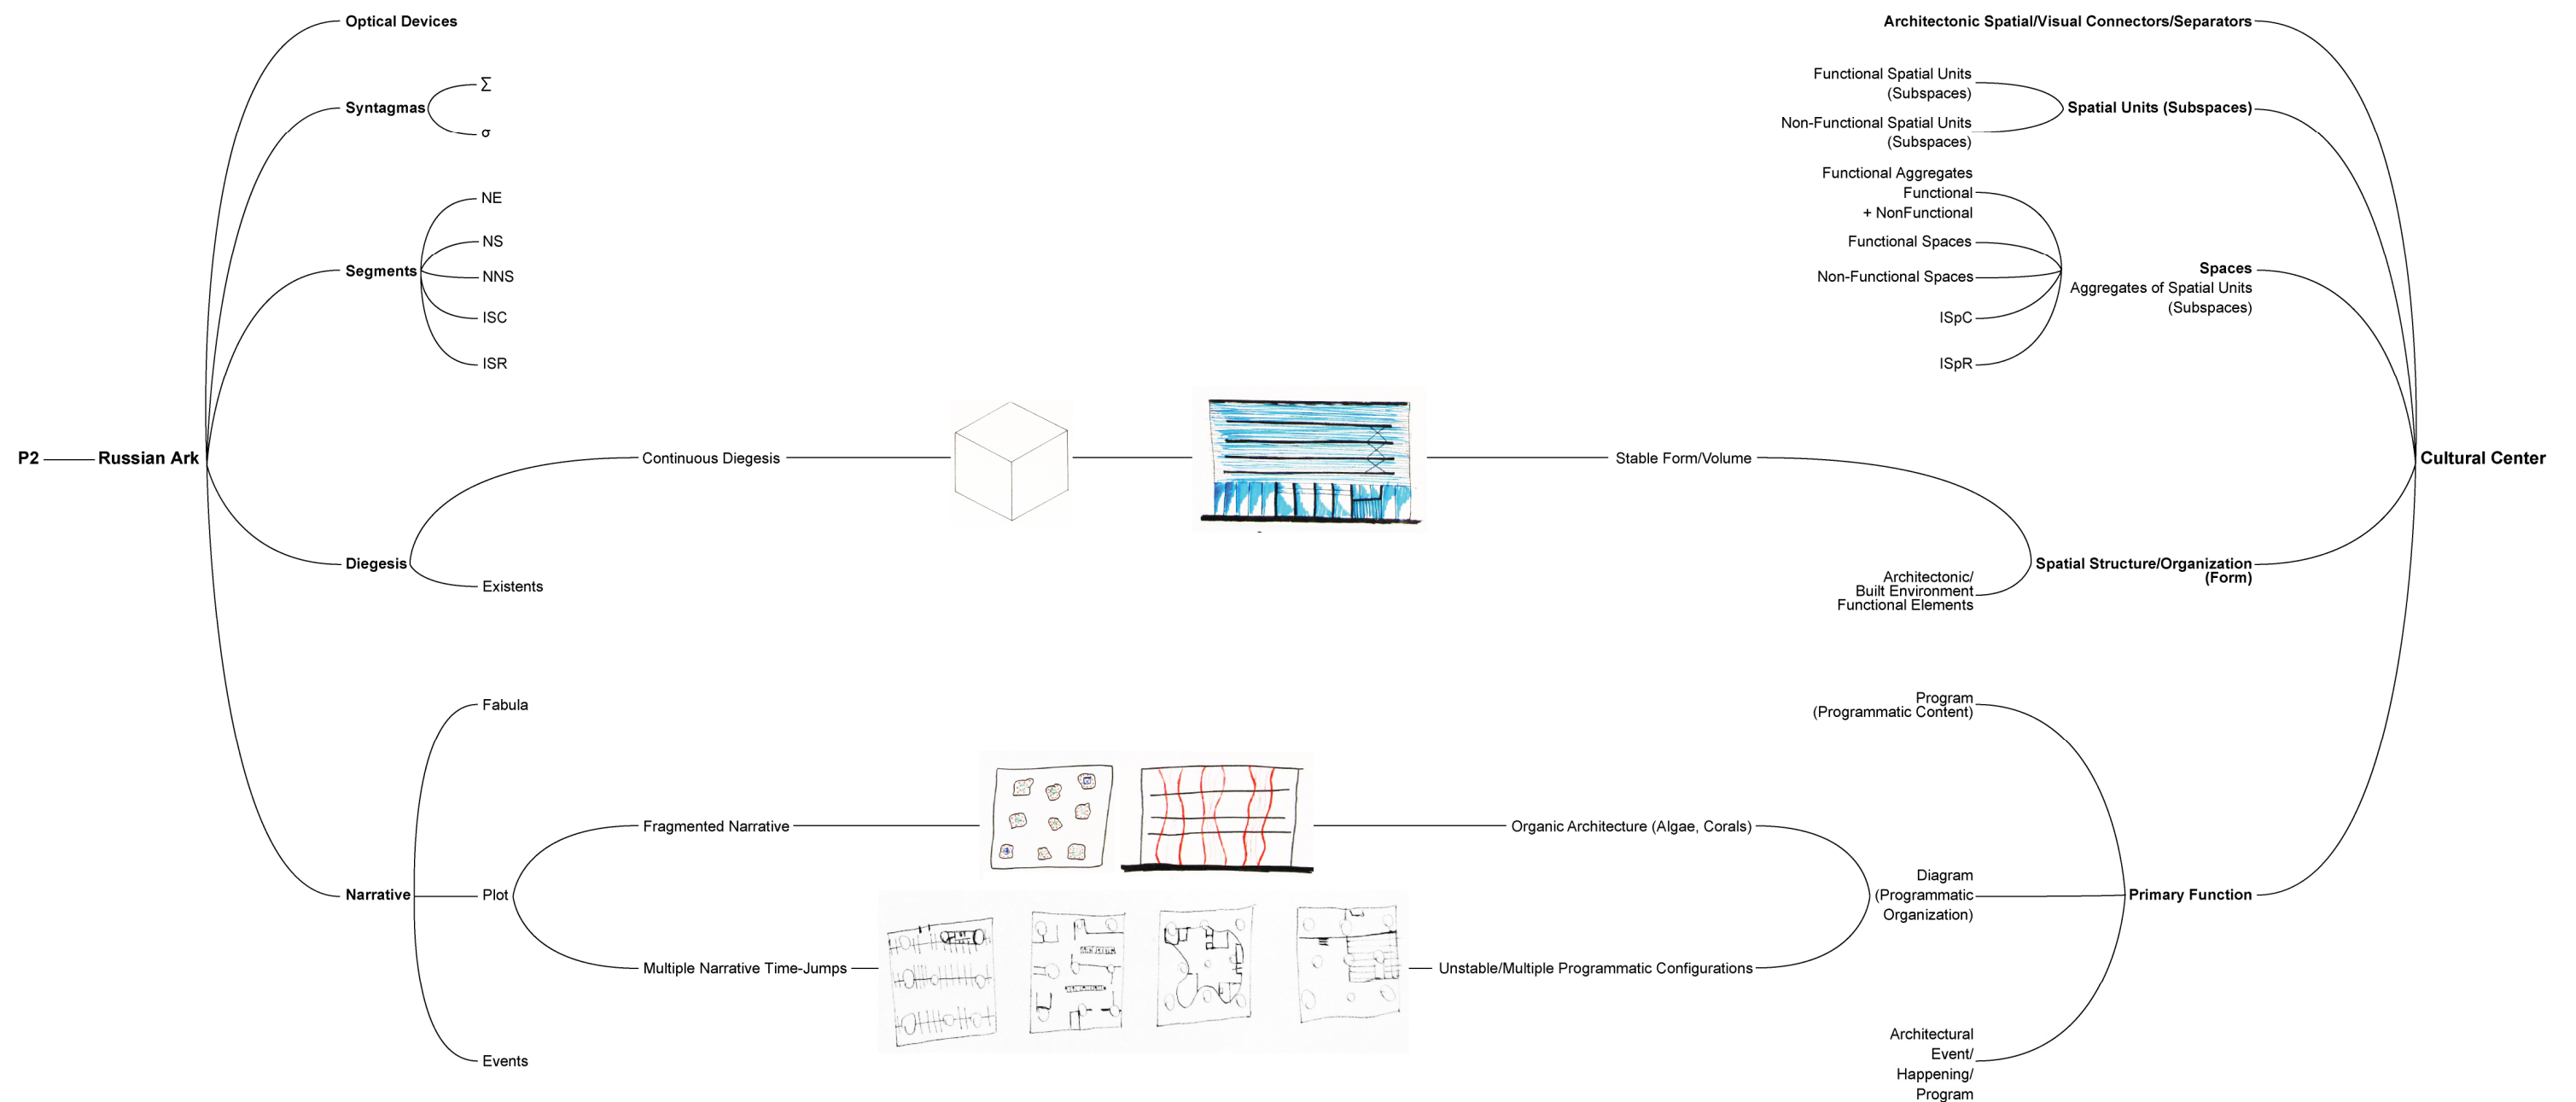 Optical Devices
Architectonic Spatial/Visual Connectors/Separators
∑
Syntagmas
σ
Functional Spatial Units
(Subspaces)
Spatial Units (Subspaces)
Non-Functional Spatial Units
(Subspaces)
NE
NS
Segments
NNS
ISC
ISR
Functional Aggregates
Functional
+ NonFunctional
Functional Spaces
Non-Functional Spaces
ISpC
ISpR
Spaces
Aggregates of Spatial Units
(Subspaces)
P2
Russian Ark
Continuous Diegesis
Stable Form/Volume
Cultural Center
Diegesis
Existents
Architectonic/
Built Environment
Functional Elements
Spatial Structure/Organization
(Form)
Fabula
Program
(Programmatic Content)
Fragmented Narrative
Organic Architecture (Algae, Corals)
Narrative
Plot
Diagram
(Programmatic
Organization)
Primary Function
Multiple Narrative Time-Jumps
Unstable/Multiple Programmatic Configurations
Events
Architectural
Event/
Happening/
Program